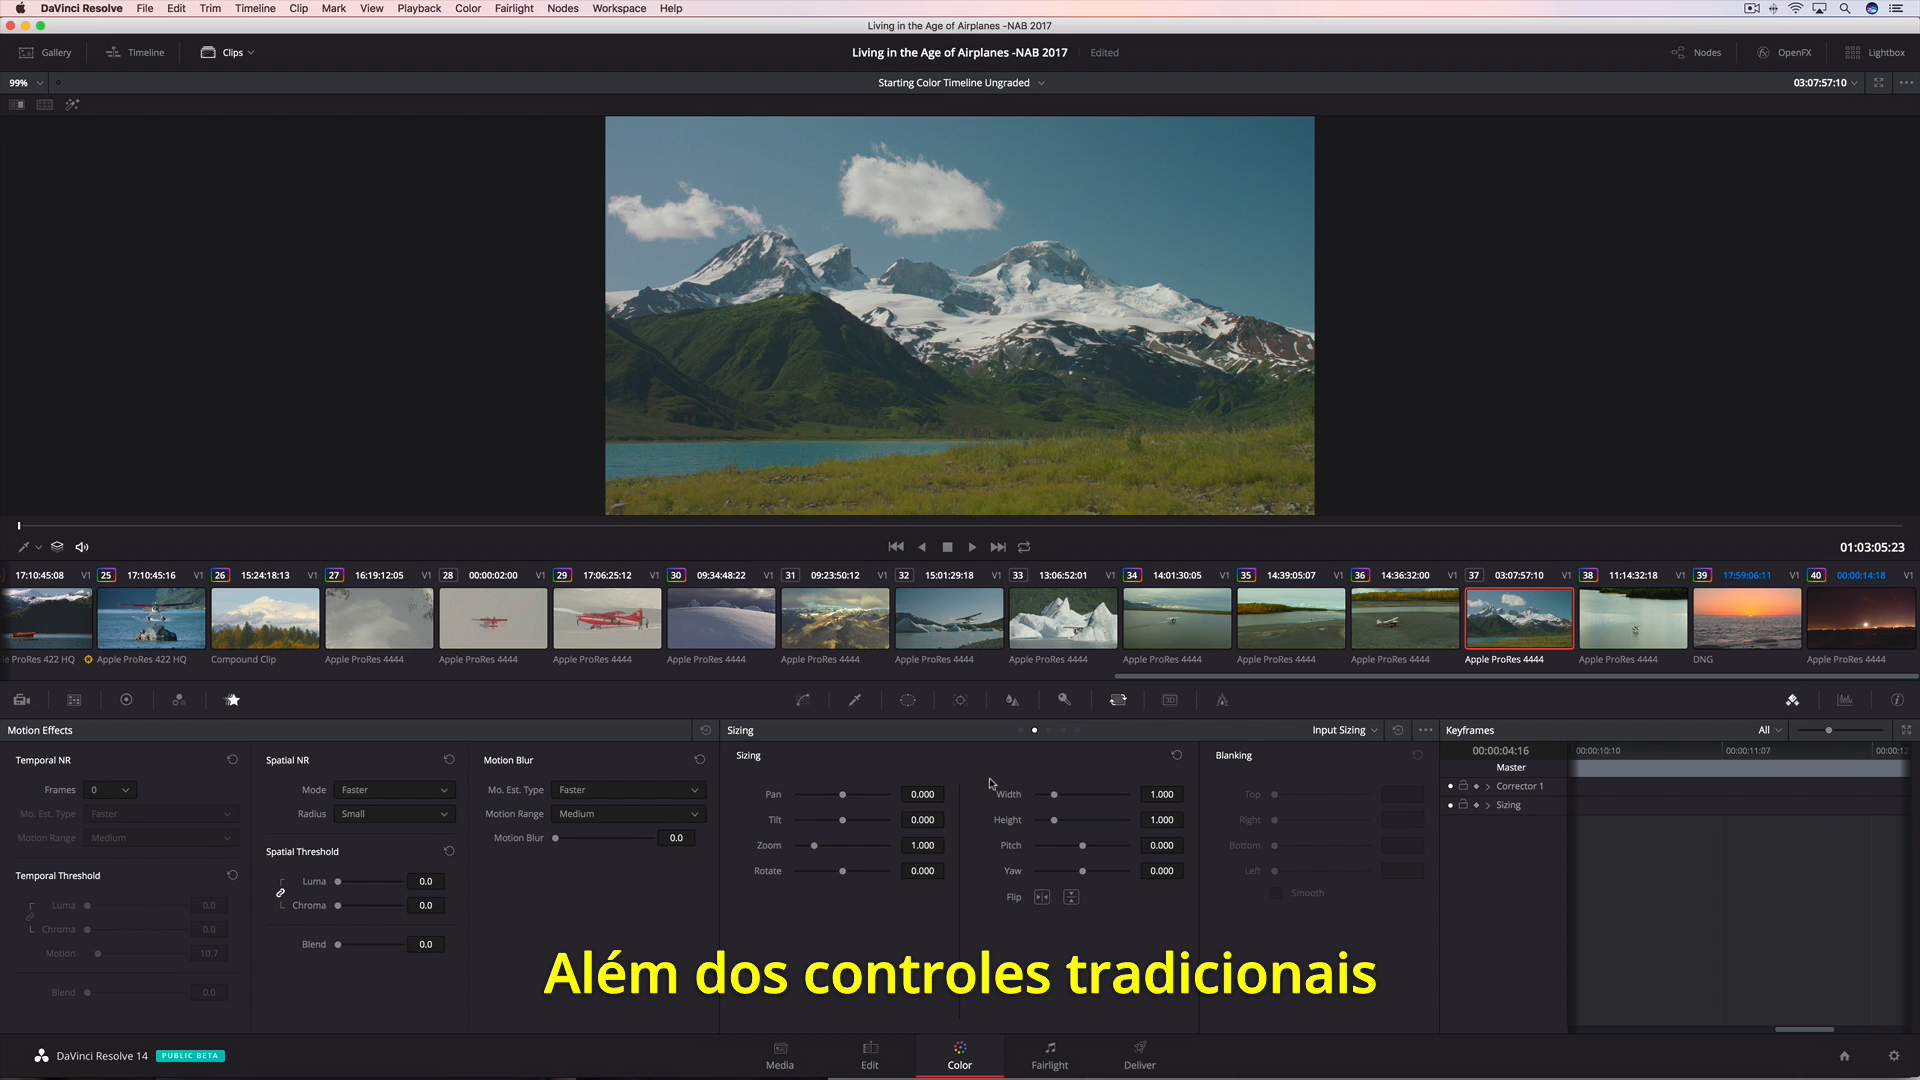 DaVinci Resolve File Edit Trim Timeline Clip Mark View Playback Color Fairlight Nodes Workspace Help
Living in the Age of Airplanes -NAB 2017
Gallery Timeline Clips Living in the Age of Airplanes -NAB 2017 Edited Nodes OpenFX Lightbox
99% Starting Color Timeline Ungraded 03:07:57:10
01:03:05:23
17:10:45:08 V1 25 17:10:45:16 V1 26 15:24:18:13 V1 27 16:19:12:05 V1 28 00:00:02:00 V1 29 17:06:25:12 V1 30 09:34:48:22 V1 31 09:23:50:12 V1 32 15:01:29:18 V1 33 13:06:52:01 V1 34 14:01:30:05 V1 35 14:39:05:07 V1 36 14:36:32:00 V1 37 03:07:57:10 V1 38 11:14:32:18 V1 39 17:59:06:11 V1 40 00:00:14:18 V1
le ProRes 422 HQ Apple ProRes 422 HQ Compound Clip Apple ProRes 4444 Apple ProRes 4444 Apple ProRes 4444 Apple ProRes 4444 Apple ProRes 4444 Apple ProRes 4444 Apple ProRes 4444 Apple ProRes 4444 Apple ProRes 4444 Apple ProRes 4444 Apple ProRes 4444 Apple ProRes 4444 DNG Apple ProRes 4444
3D
Motion Effects Sizing Input Sizing Keyframes All
Temporal NR Spatial NR Motion Blur Sizing Blanking 00:00:04:16 00:00:10:10 00:00:11:07 00:00:12
Master
Frames 0 Mode Faster Mo. Est. Type Faster Pan 0.000 Width 1.000 Top Corrector 1
Mo. Est. Type Faster Radius Small Motion Range Medium Tilt 0.000 Height 1.000 Right Sizing
Motion Range Medium Motion Blur 0.0 Zoom 1.000 Pitch 0.000 Bottom
Spatial Threshold
Temporal Threshold Rotate 0.000 Yaw 0.000 Left
Luma 0.0
Flip Smooth
Luma 0.0 Chroma 0.0
Chroma 0.0
Motion 10.7 Blend 0.0
Blend 0.0
Além dos controles tradicionais
DaVinci Resolve 14 PUBLIC BETA Media Edit Color Fairlight Deliver